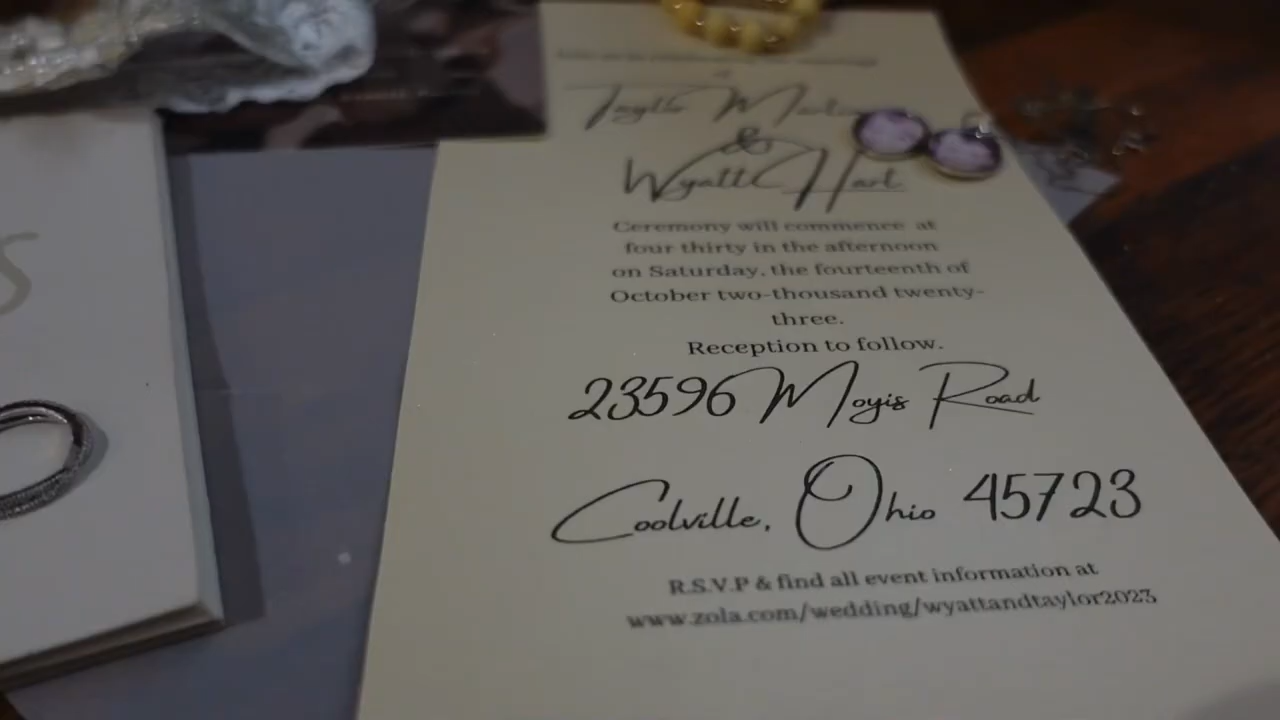 &
Wyatt Hart
Ceremony will commence at
four thirty in the afternoon
on Saturday, the fourteenth of
October two-thousand twenty-
three.
Reception to follow.
23596 Moyis Road
Coolville, Ohio 45723
R.S.V.P & find all event information at
www.zola.com/wedding/wyattandtaylor2023